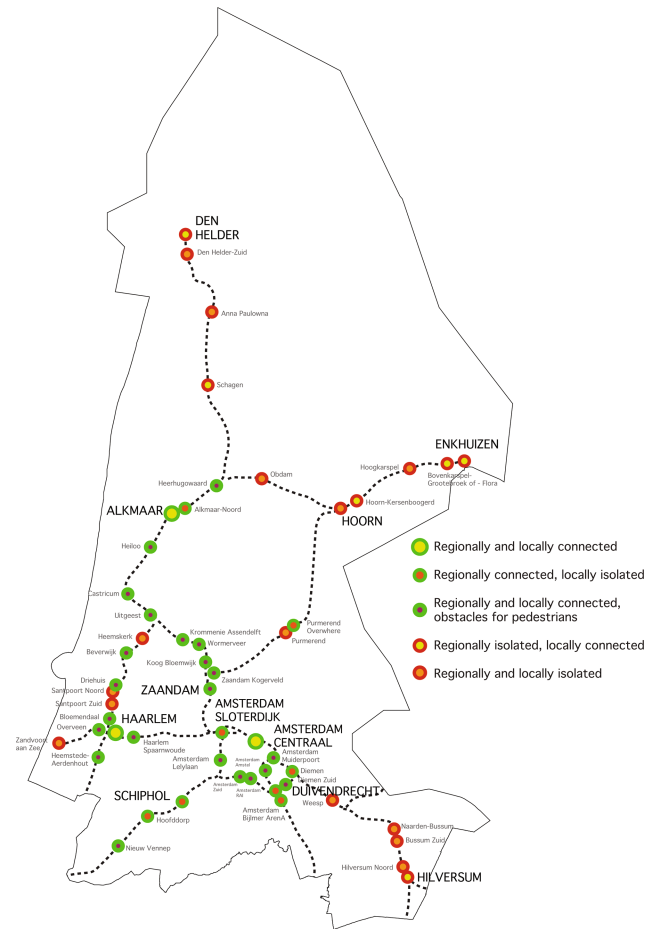 DEN
HELDER
Den Helder-Zuid
Anna Paulowna
Schagen
ENKHUIZEN
Hoogkarspel
Bovenkarspel-
Grootebroek of - Flora
Obdam
Heerhugowaard
Hoorn-Kersenboogerd
ALKMAAR
Alkmaar-Noord
HOORN
Heiloo
Regionally and locally connected
Regionally connected, locally isolated
Regionally and locally connected,
obstacles for pedestrians
Regionally isolated, locally connected
Regionally and locally isolated
Castricum
Uitgeest
Heemskerk
Krommenie Assendelft
Wormerveer
Purmerend
Overwhere
Purmerend
Beverwijk
Koog Bloemwijk
Zaandam Kogerveld
Driehuis
Santpoort Noord
ZAANDAM
Santpoort Zuid
AMSTERDAM
SLOTERDIJK
Bloemendaal
HAARLEM
Overveen
AMSTERDAM
CENTRAAL
Zandvoort
aan Zee
Haarlem
Spaarnwoude
Heemstede-
Aerdenhout
Amsterdam
Lelylaan
Amsterdam
Amstel
Amsterdam
Muiderpoort
Diemen
Diemen Zuid
Amsterdam
Zuid
Amsterdam
RAI
DUIVENDRECHT
SCHIPHOL
Weesp
Amsterdam
Bijlmer ArenA
Hoofddorp
Naarden-Bussum
Bussum Zuid
Nieuw Vennep
Hilversum Noord
HILVERSUM